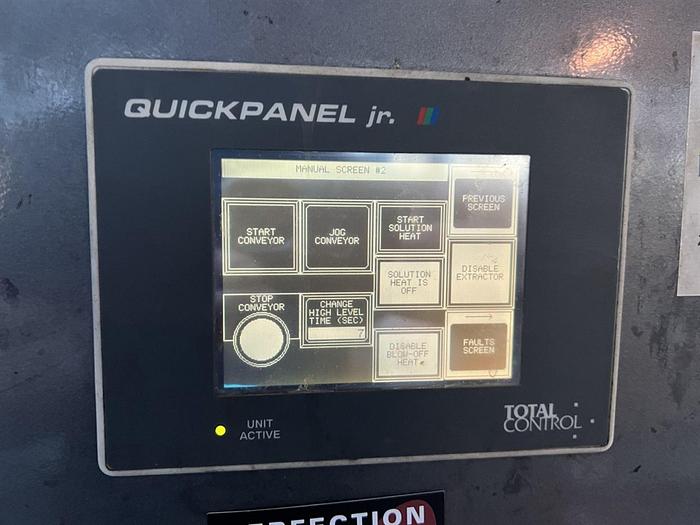 QUICKPANEL jr.
MANUAL SCREEN #2
START
CONVEYOR
JOG
CONVEYOR
START
SOLUTION
HEAT
PREVIOUS
SCREEN
SOLUTION
HEAT IS
OFF
DISABLE
EXTRACTOR
STOP
CONVEYOR
CHANGE
HIGH LEVEL
TIME (SEC)
7
DISABLE
BLOW-OFF
HEAT
FAULTS
SCREEN
UNIT
ACTIVE
TOTAL
CONTROL